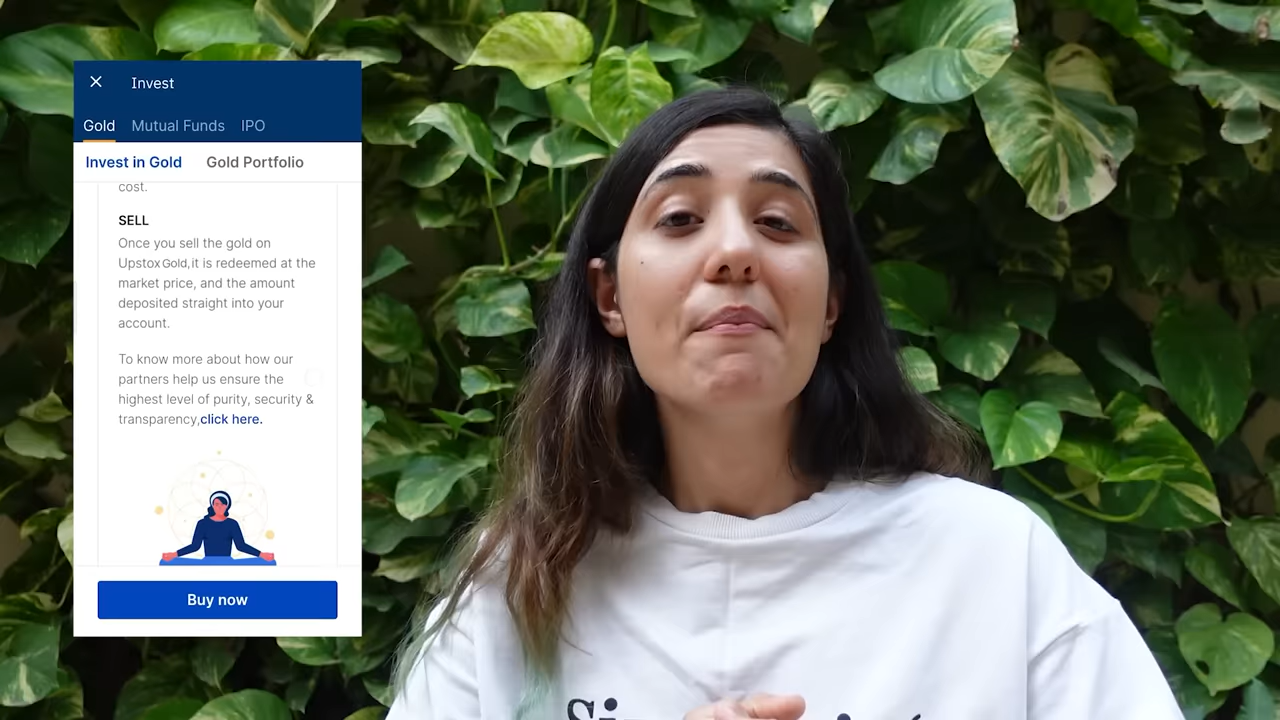 Invest
Gold Mutual Funds IPO
Invest in Gold Gold Portfolio
cost.
SELL
Once you sell the gold on
Upstox Gold, it is redeemed at the
market price, and the amount
deposited straight into your
account.
To know more about how our
partners help us ensure the
highest level of purity, security &
transparency,click here.
Buy now